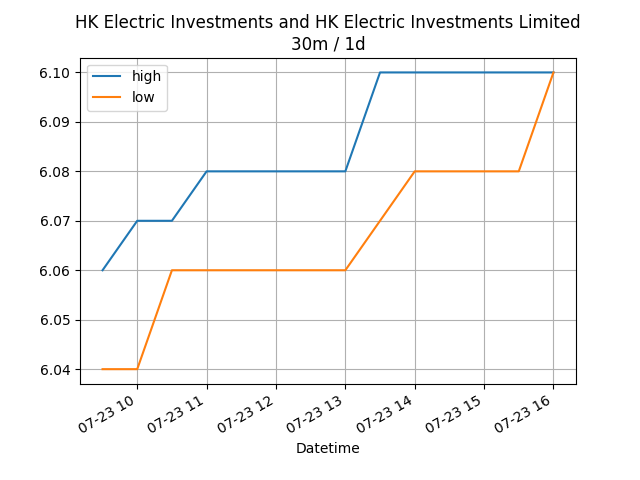 HK Electric Investments and HK Electric Investments Limited
30m / 1d
high
low
6.10
6.09
6.08
6.07
6.06
6.05
6.04
07-23 10
07-23 11
07-23 12
07-23 13
07-23 14
07-23 15
07-23 16
Datetime